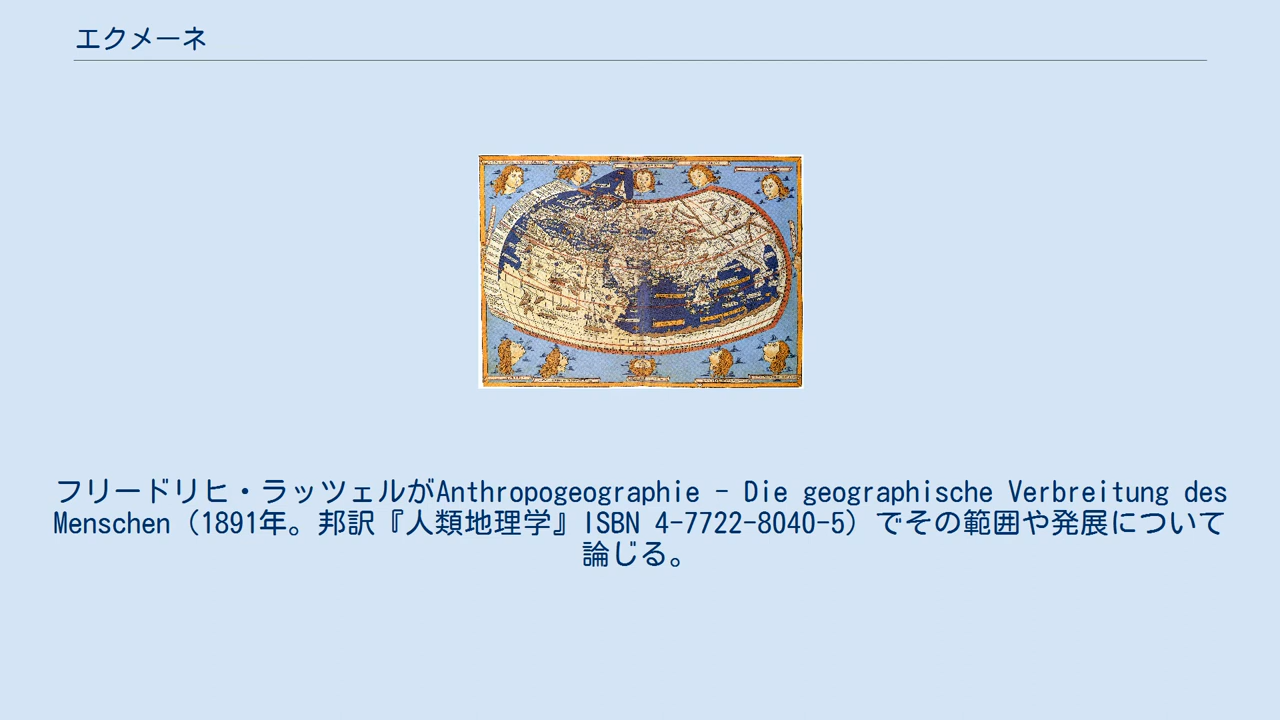 エクメーネ
フリードリヒ・ラッツェルがAnthropogeographie - Die geographische Verbreitung des
Menschen（1891年。邦訳『人類地理学』ISBN 4-7722-8040-5）でその範囲や発展について
論じる。